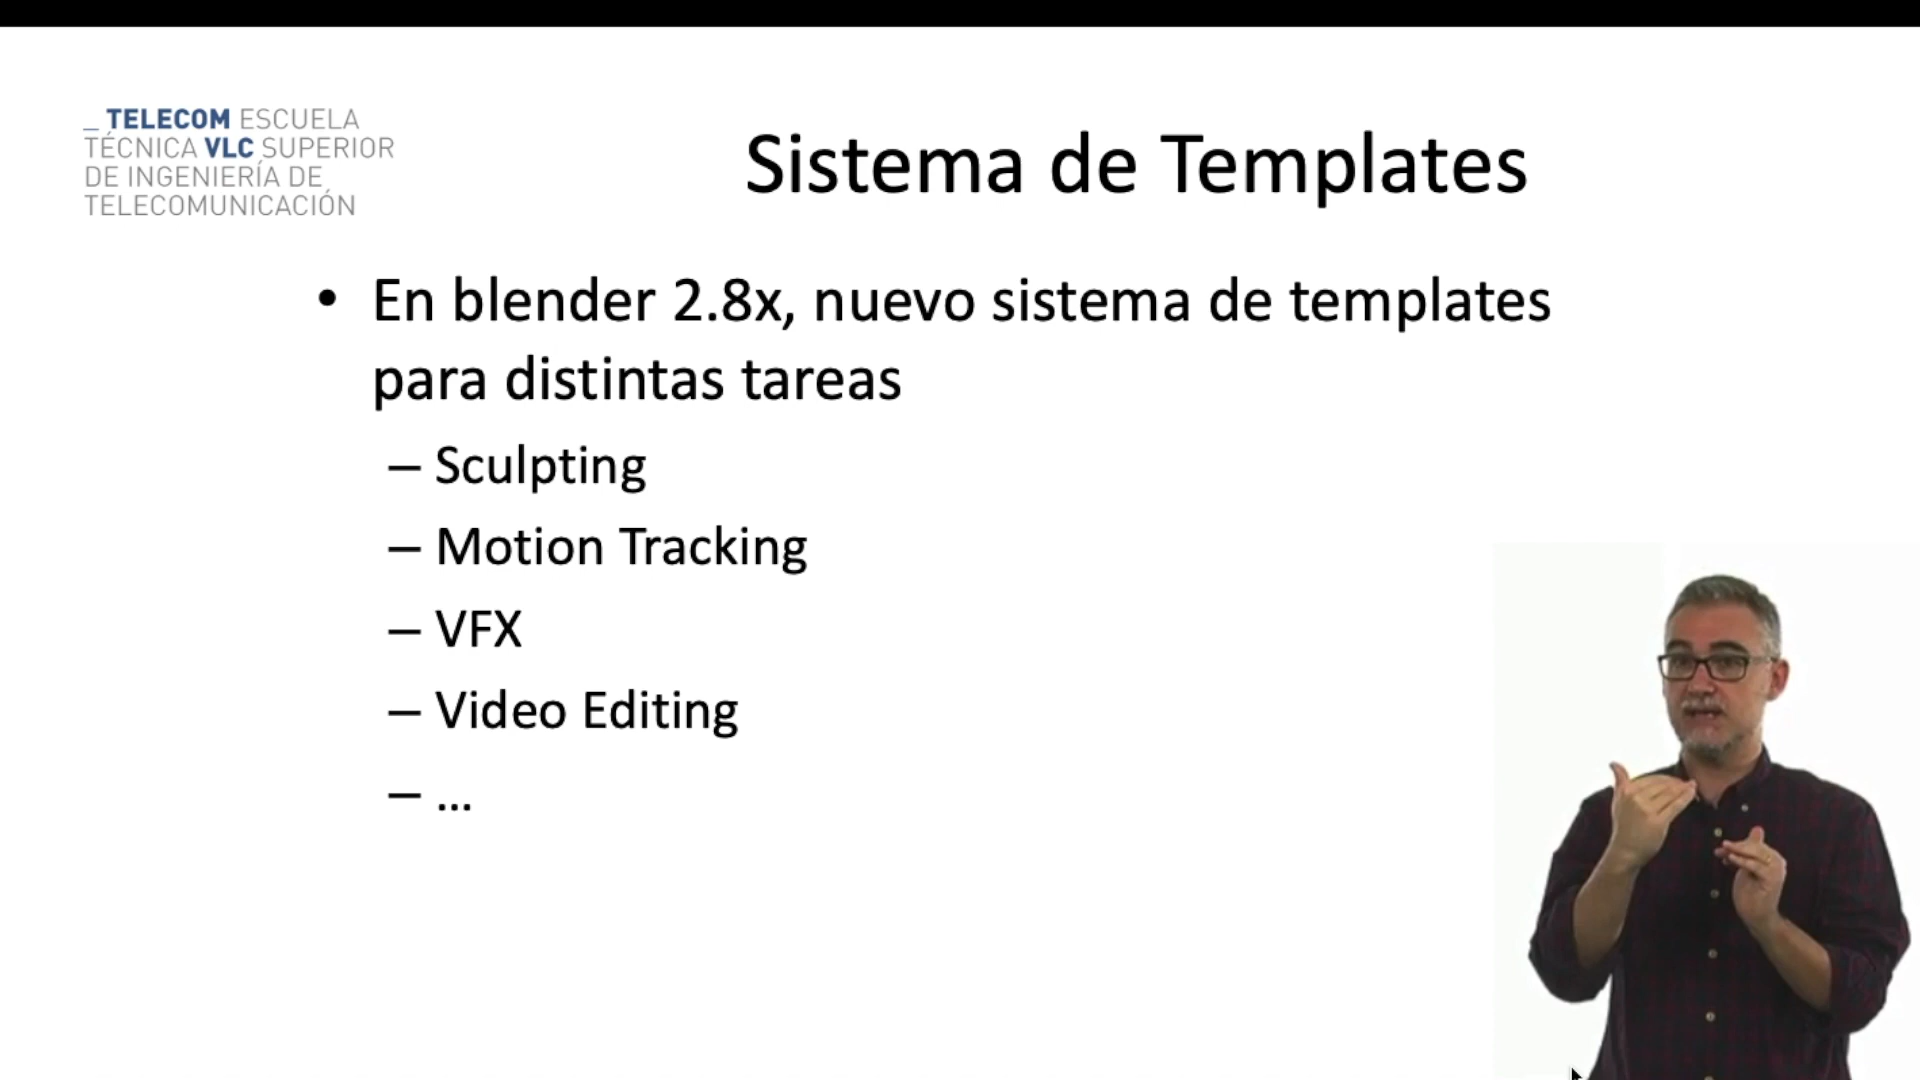 _ TELECOM ESCUELA
TÉCNICA VLC SUPERIOR
DE INGENIERÍA DE
TELECOMUNICACIÓN
Sistema de Templates
• En blender 2.8x, nuevo sistema de templates
para distintas tareas
– Sculpting
– Motion Tracking
– VFX
– Video Editing
– ...